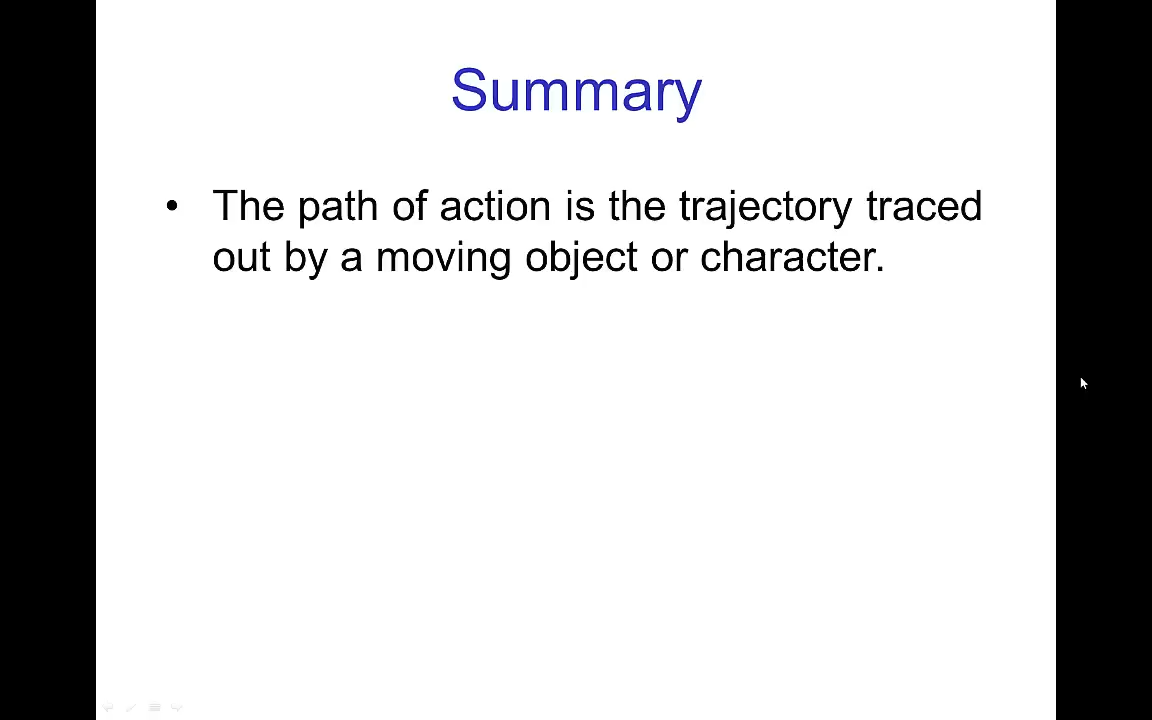 Summary
• The path of action is the trajectory traced
out by a moving object or character.